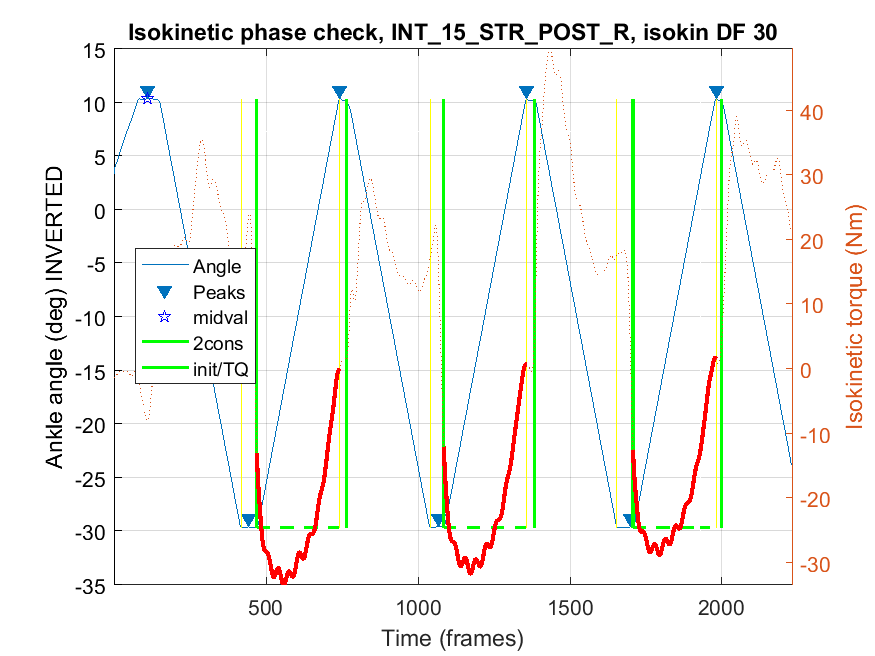 Isokinetic phase check, INT_15_STR_POST_R, isokin DF 30
15
10
5
0
-5
-10
-15
-20
-25
-30
-35
Ankle angle (deg) INVERTED
Angle
Peaks
midval
2cons
init/TQ
40
30
20
10
0
-10
-20
-30
Isokinetic torque (Nm)
500
1000
1500
2000
Time (frames)